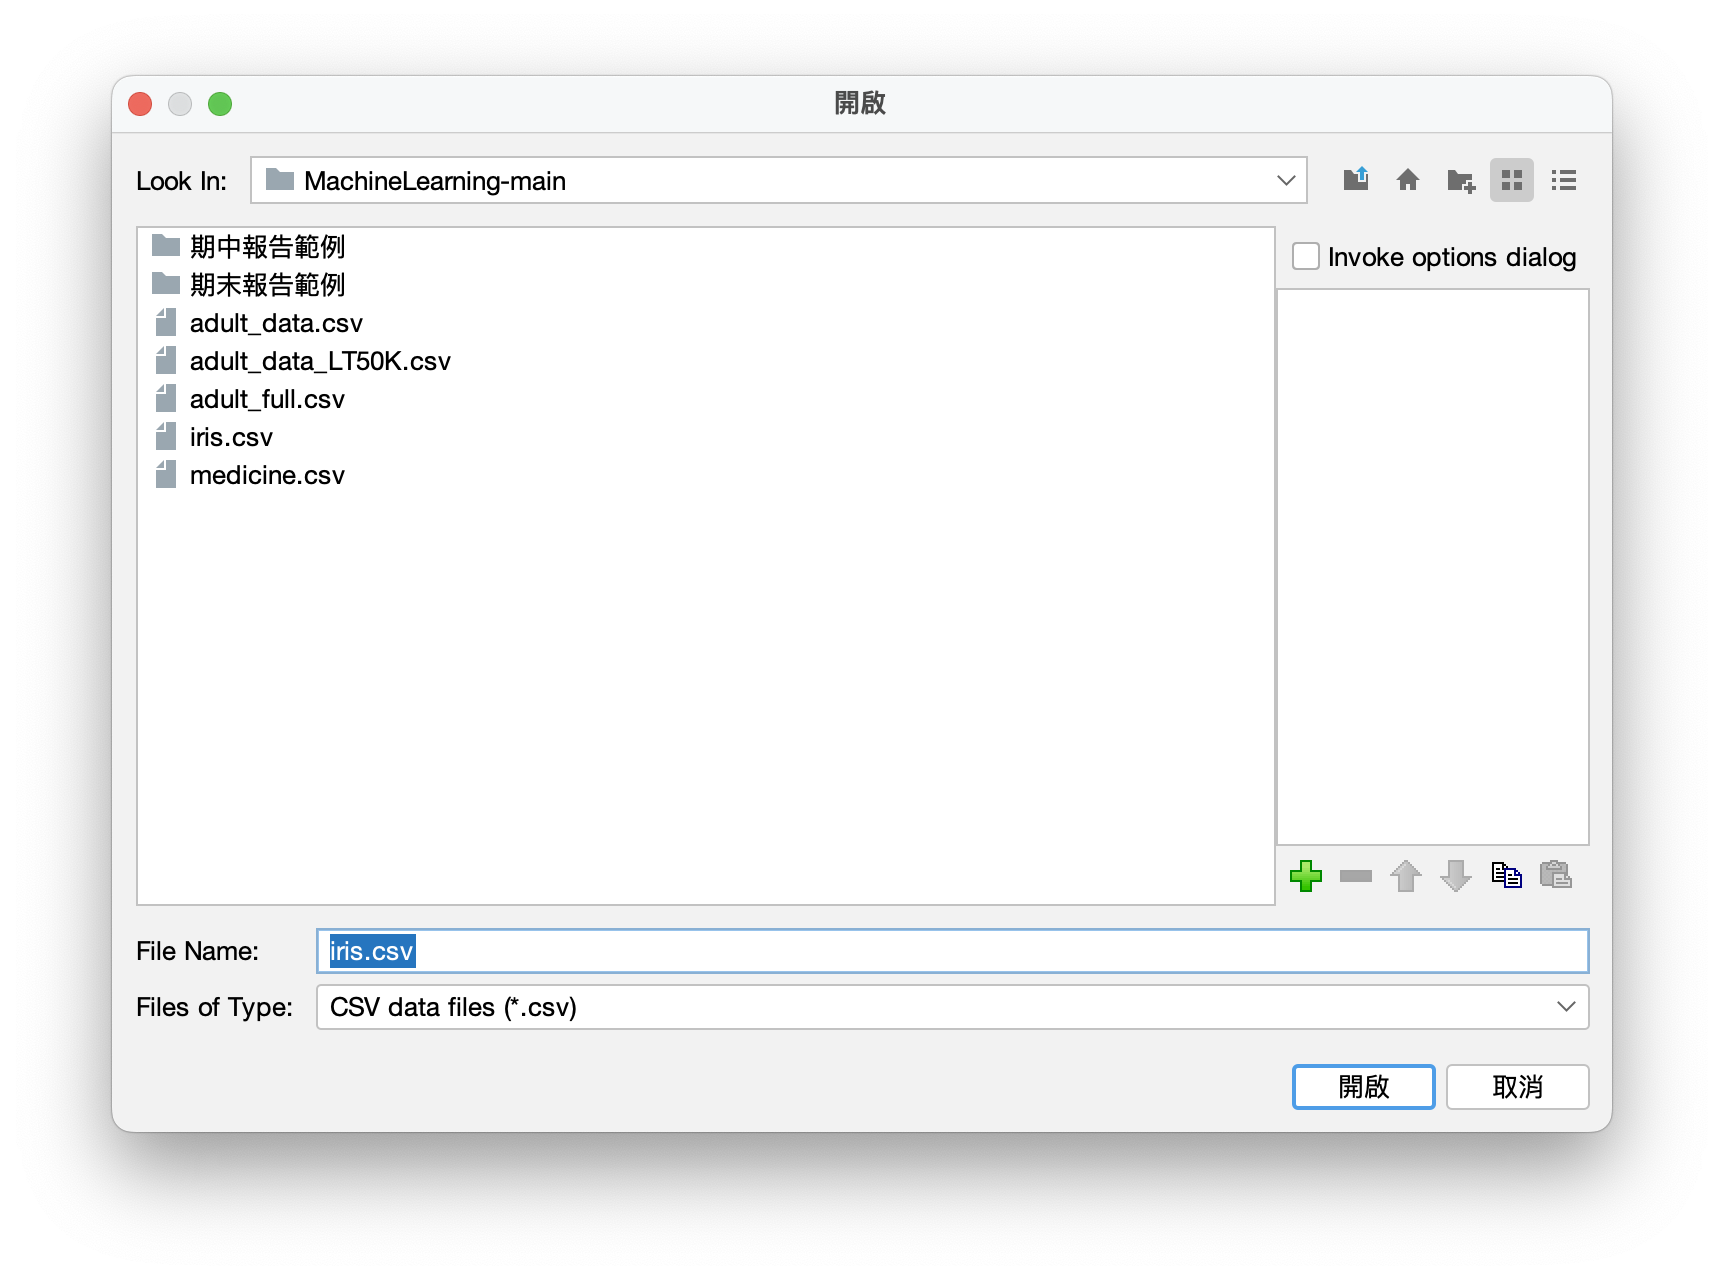 開啟
Look In: MachineLearning-main
期中報告範例
期末報告範例
adult_data.csv
adult_data_LT50K.csv
adult_full.csv
iris.csv
medicine.csv
Invoke options dialog
File Name: iris.csv
Files of Type: CSV data files (*.csv)
開啟 取消